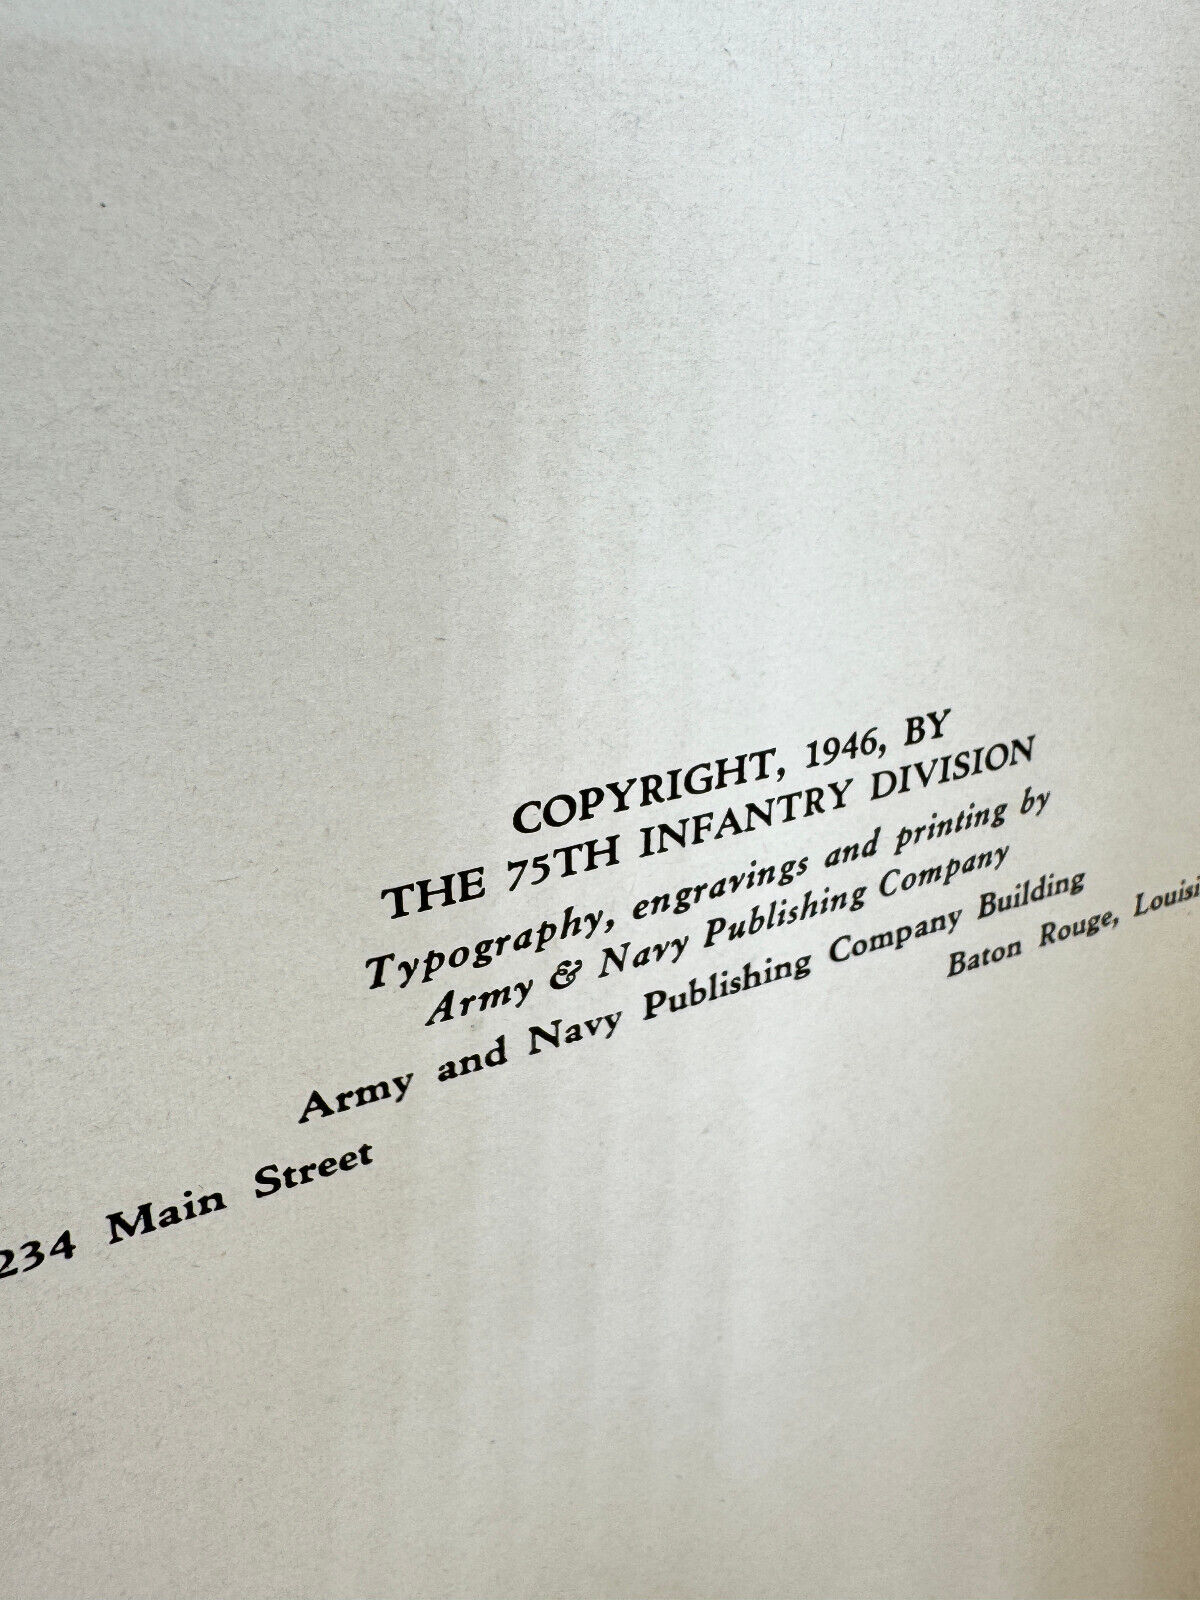 COPYRIGHT, 1946, BY
THE 75TH INFANTRY DIVISION
Typography, engravings and printing by
Army & Navy Publishing Company
Army and Navy Publishing Company Building
234 Main Street
Baton Rouge,